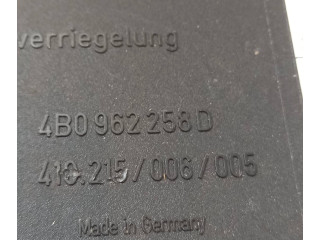 verriegelung
4B0 962 258 D
410.215/006/005
Made in Germany